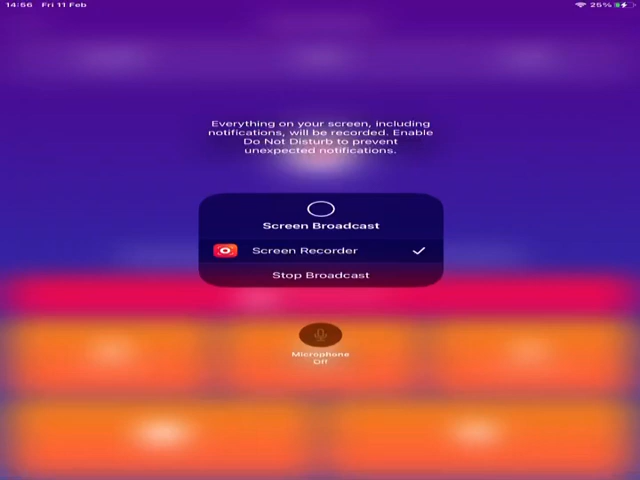 14:56 Fri 11 Feb
25%
Everything on your screen, including
notifications, will be recorded. Enable
Do Not Disturb to prevent
unexpected notifications.
Screen Broadcast
Screen Recorder
Stop Broadcast
Microphone
Off